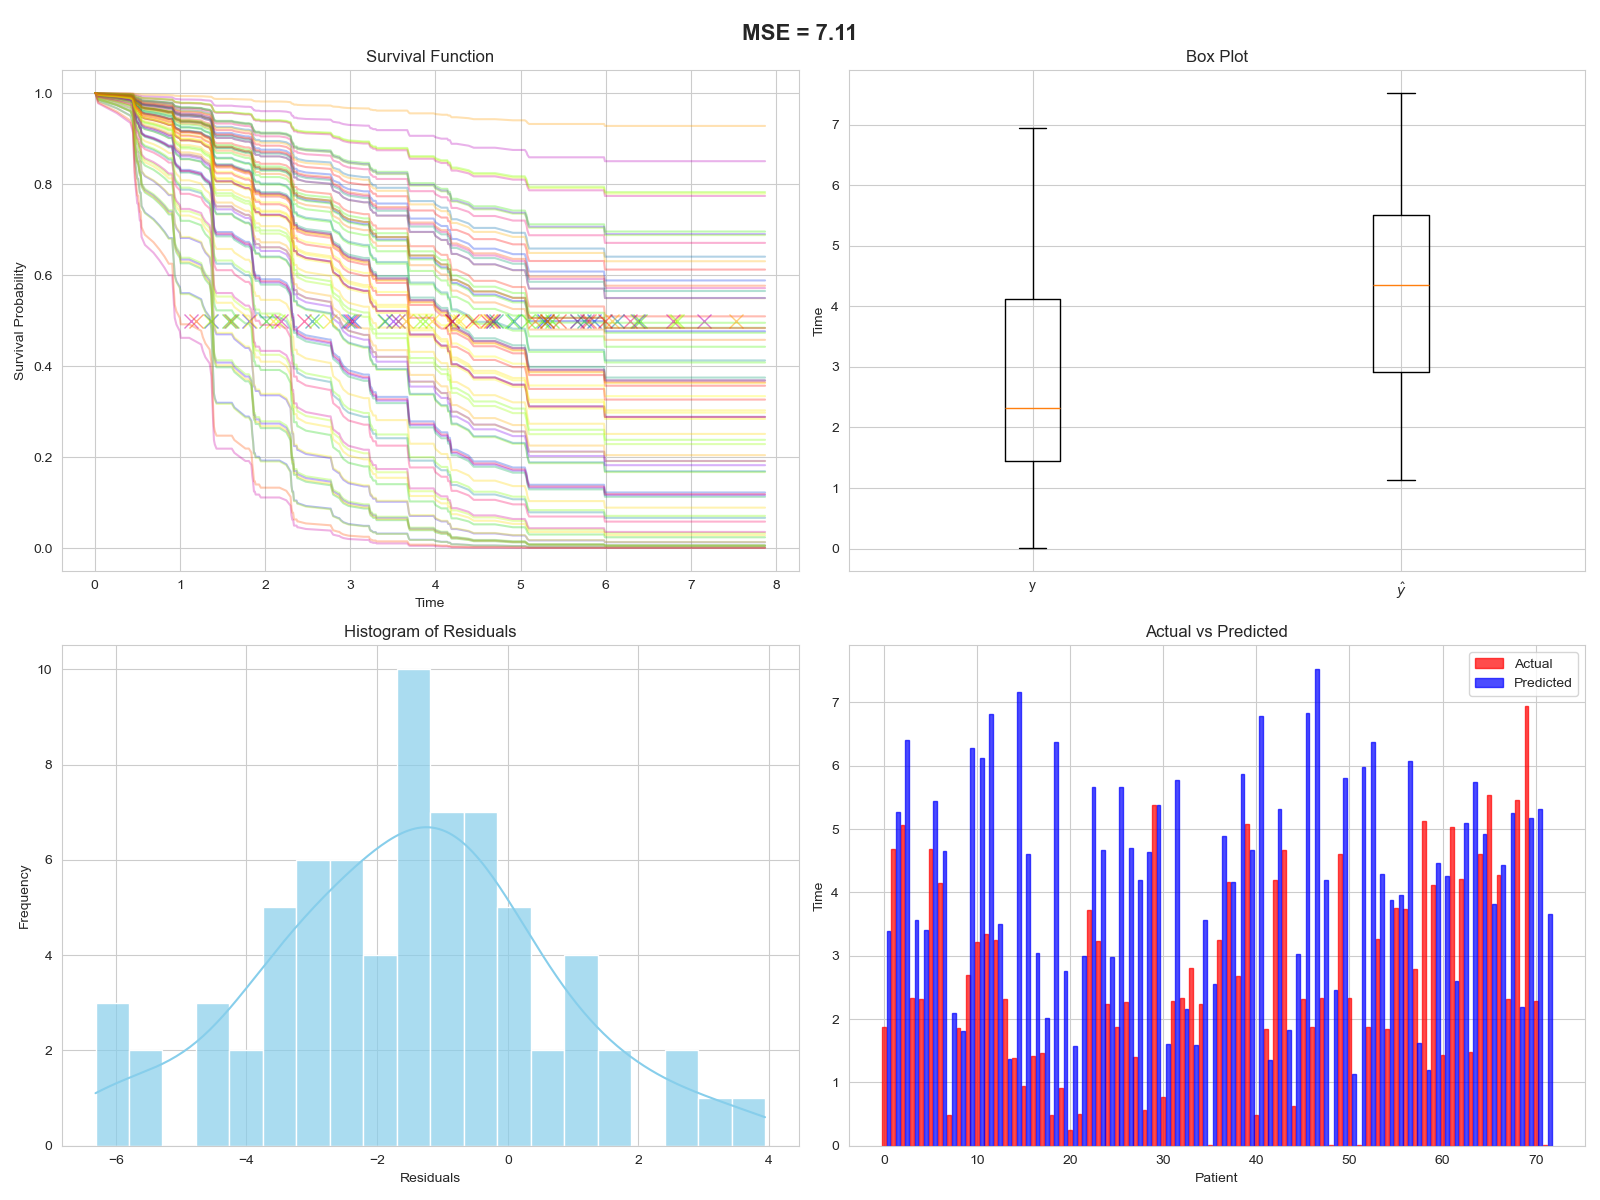 MSE = 7.11
Survival Function
Survival Probability
1.0
0.8
0.6
0.4
0.2
0.0
0 1 2 3 4 5 6 7 8
Time
Box Plot
Time
7
6
5
4
3
2
1
0
y ŷ
Histogram of Residuals
Frequency
10
8
6
4
2
0
−6 −4 −2 0 2 4
Residuals
Actual vs Predicted
Actual
Predicted
Time
7
6
5
4
3
2
1
0
0 10 20 30 40 50 60 70
Patient